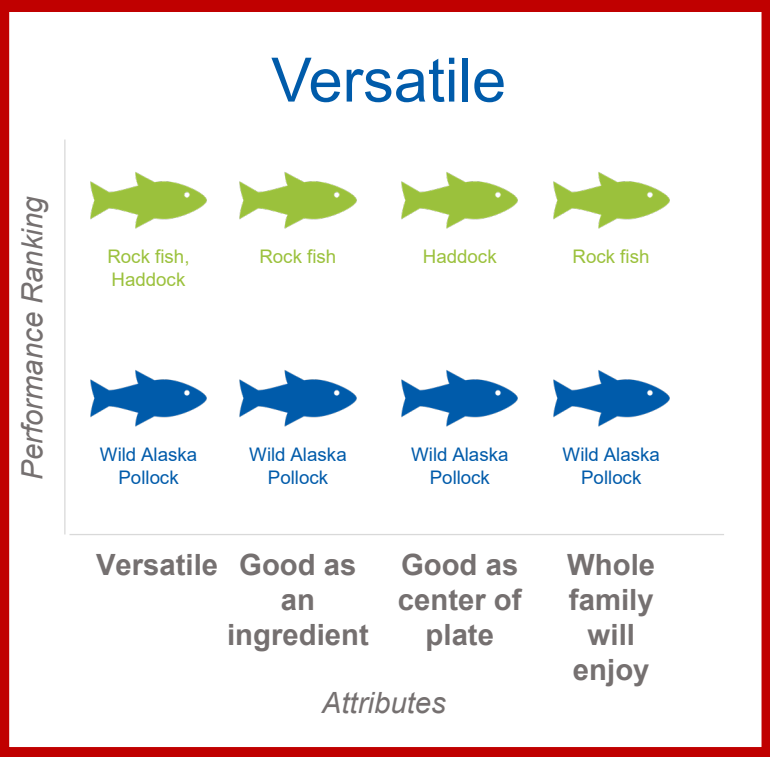 Versatile
Performance Ranking
Rock fish,
Haddock
Rock fish
Haddock
Rock fish
Wild Alaska
Pollock
Wild Alaska
Pollock
Wild Alaska
Pollock
Wild Alaska
Pollock
Versatile
Good as
an
ingredient
Good as
center of
plate
Whole
family
will
enjoy
Attributes